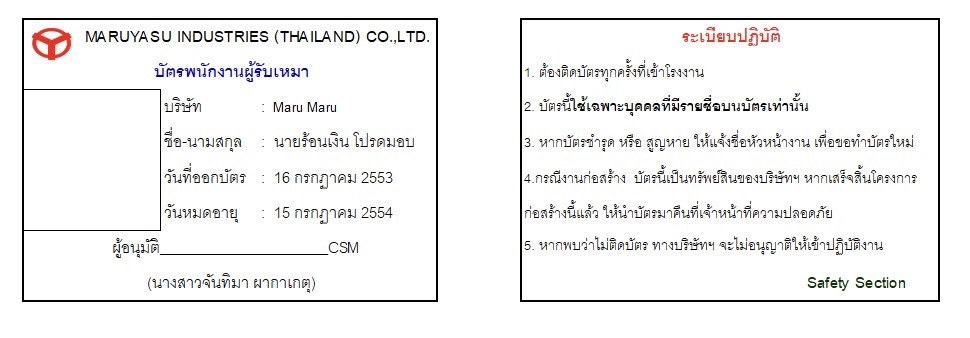 MARUYASU INDUSTRIES (THAILAND) CO.,LTD.
บัตรพนักงานผู้รับเหมา
บริษัท : Maru Maru
ชื่อ-นามสกุล : นายร้อนเงิน โปรดมอบ
วันที่ออกบัตร : 16 กรกฎาคม 2553
วันหมดอายุ : 15 กรกฎาคม 2554
ผู้อนุมัติ_____________________CSM
(นางสาวจันทิมา ผากาเกตุ)
ระเบียบปฏิบัติ
1. ต้องติดบัตรทุกครั้งที่เข้าโรงงาน
2. บัตรนี้ใช้เฉพาะบุคคลที่มีรายชื่อบนบัตรเท่านั้น
3. หากบัตรชำรุด หรือ สูญหาย ให้แจ้งชื่อหัวหน้างาน เพื่อขอทำบัตรใหม่
4.กรณีงานก่อสร้าง บัตรนี้เป็นทรัพย์สินของบริษัทฯ หากเสร็จสิ้นโครงการ
ก่อสร้างนี้แล้ว ให้นำบัตรมาคืนที่เจ้าหน้าที่ความปลอดภัย
5. หากพบว่าไม่ติดบัตร ทางบริษัทฯ จะไม่อนุญาติให้เข้าปฏิบัติงาน
Safety Section